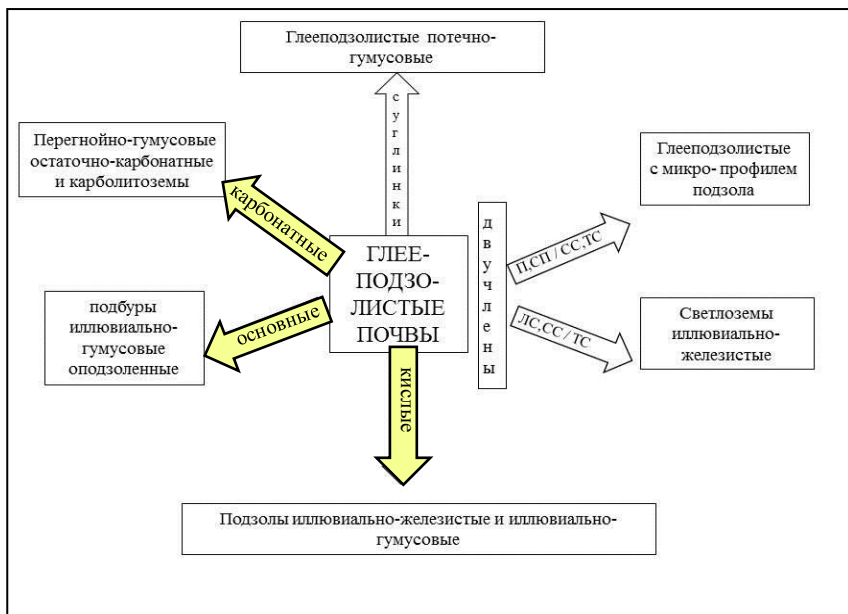 Глееподзолистые потечно-
гумусовые
суглинки
Перегнойно-гумусовые
остаточно-карбонатные
и карболитоземы
карбонатные
Глееподзолистые
с микро- профилем
подзола
двучлены
П,СП / СС,ТС
ГЛЕЕ-
ПОДЗО-
ЛИСТЫЕ
ПОЧВЫ
подбуры
иллювиально-
гумусовые
оподзоленные
основные
ЛС,СС / ТС
Светлоземы
иллювиально-
железистые
кислые
Подзолы иллювиально-железистые и иллювиально-
гумусовые